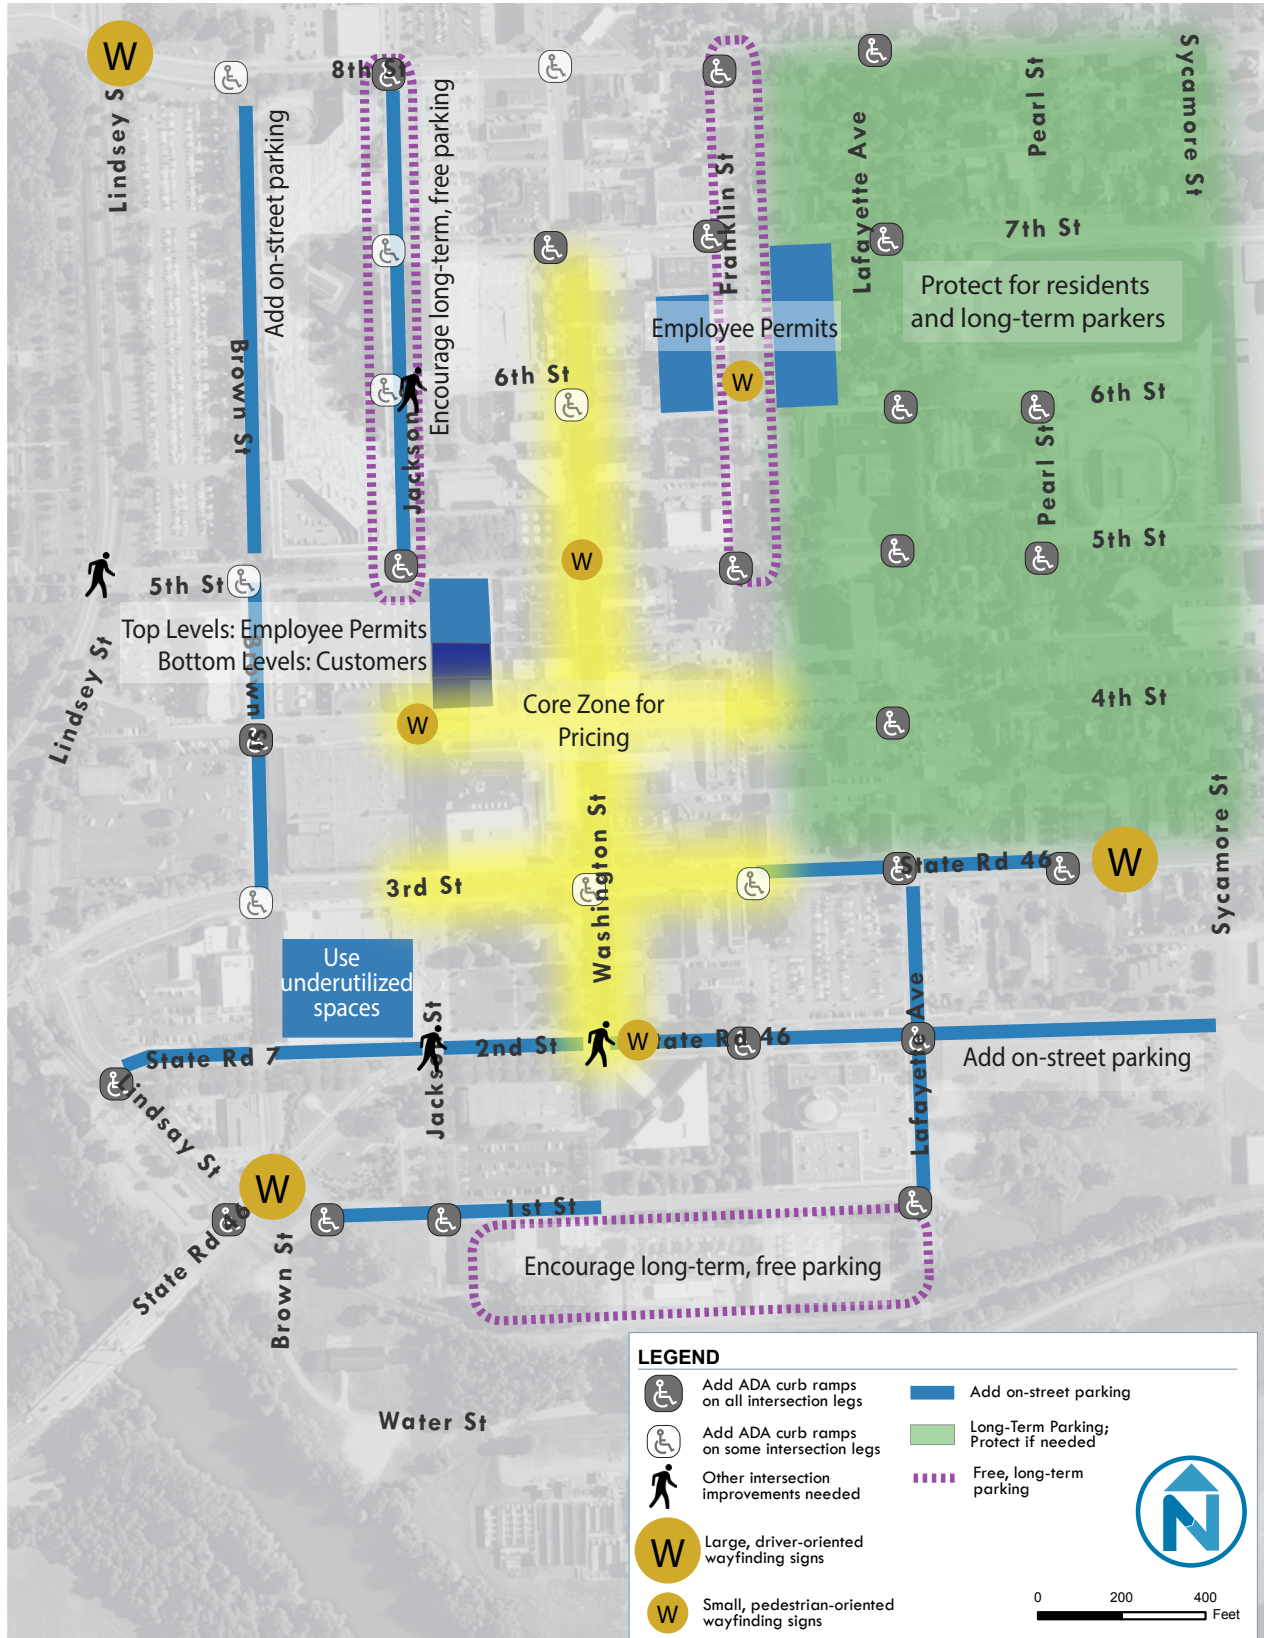 W
Lindsey S
8th St
Add on-street parking
Encourage long-term, free parking
Brown St
Jackson
Franklin St
Lafayette Ave
Pearl St
Sycamore St
7th St
Protect for residents
and long-term parkers
Employee Permits
W
6th St
6th St
Pearl St
5th St
W
5th St
Lindsey St
Top Levels: Employee Permits
Bottom Levels: Customers
Brown St
4th St
W
Core Zone for
Pricing
Washington St
3rd St
State Rd 46
W
Sycamore St
Use
underutilized
spaces
Jackson St
State Rd 7
2nd St
W
tate Rd 46
Lafayette Ave
Add on-street parking
Lindsay St
W
State Rd 46
Brown St
1st St
Encourage long-term, free parking
Water St
LEGEND
Add ADA curb ramps
on all intersection legs
Add ADA curb ramps
on some intersection legs
Other intersection
improvements needed
W
Large, driver-oriented
wayfinding signs
W
Small, pedestrian-oriented
wayfinding signs
Add on-street parking
Long-Term Parking;
Protect if needed
Free, long-term
parking
N
0 200 400
Feet